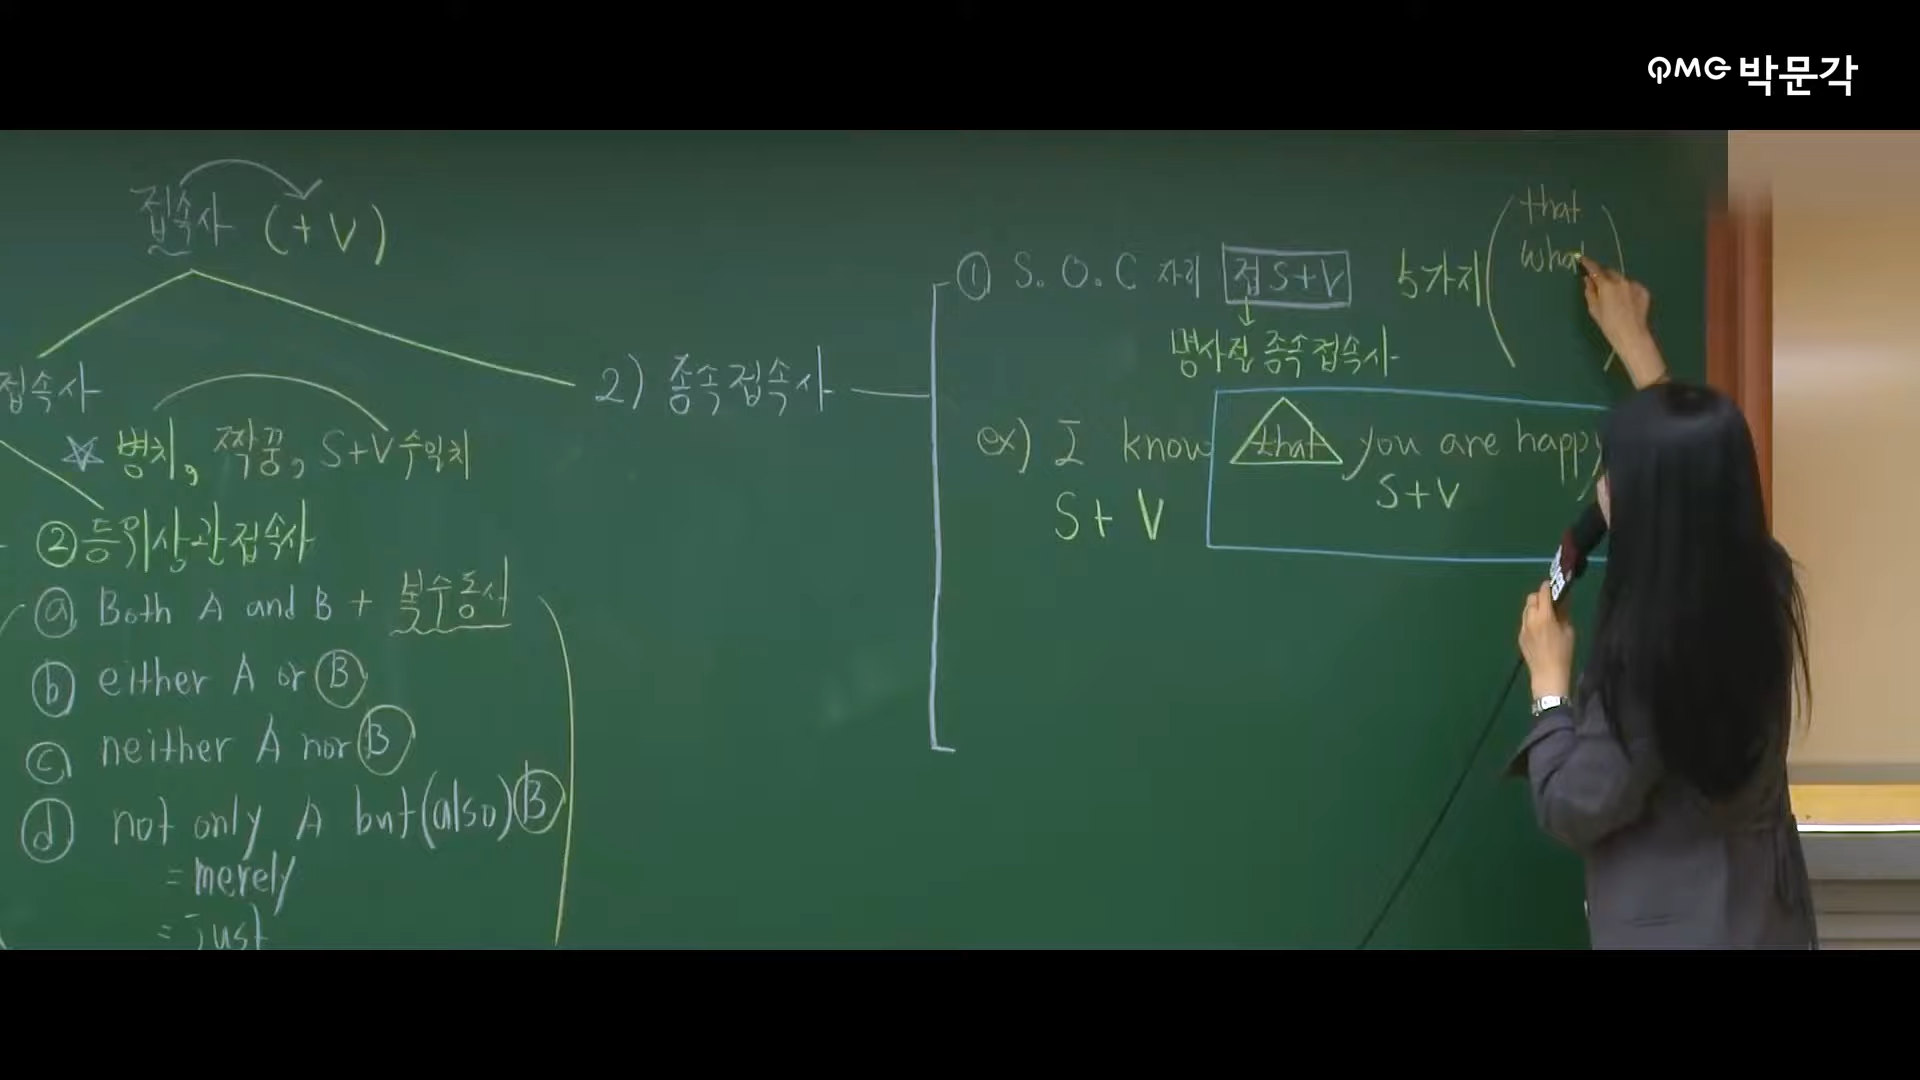 PMG 박문각
접속사 (+ V)
접속사
☆ 병치, 짝꿍, S+V 수일치
② 등위상관접속사
ⓐ Both A and B + 복수동사
ⓑ either A or B
ⓒ neither A nor B
ⓓ not only A but (also) B
= merely
= just
2) 종속접속사
① S. O. C 자리 접 S+V 5가지 (that
what
↓
명사절 종속접속사
ex) I know that you are happy
S+V
S + V